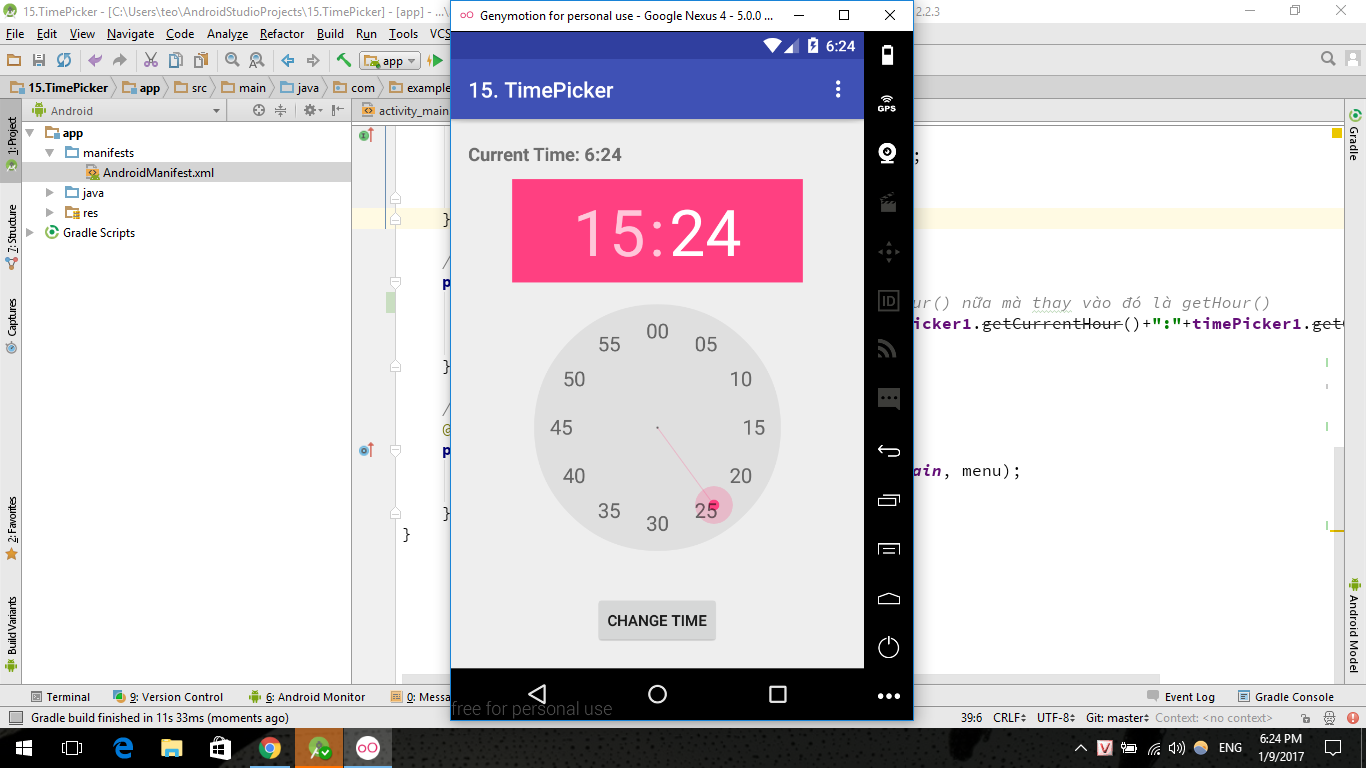 15.TimePicker - [C:\Users\teo\AndroidStudioProjects\15.TimePicker] - [app] - ...\
2.2.3
Genymotion for personal use - Google Nexus 4 - 5.0.0 ...
File Edit View Navigate Code Analyze Refactor Build Run Tools VCS
app
15.TimePicker app src main java com example
Android
activity_main
1: Project
7: Structure
Captures
2: Favorites
Build Variants
app
manifests
AndroidManifest.xml
java
res
Gradle Scripts
6:24
15. TimePicker
Current Time: 6:24
15:24
00
05
10
15
20
25
30
35
40
45
50
55
CHANGE TIME
free for personal use
GPS
ID
;
}
/
p
ur() nữa mà thay vào đó là getHour()
icker1.getCurrentHour()+":"+timePicker1.getC
}
/
@
p
ain, menu);
}
}
Gradle
Android Model
Terminal 9: Version Control 6: Android Monitor 0: Messa
Event Log Gradle Console
Gradle build finished in 11s 33ms (moments ago)
39:6 CRLF UTF-8 Git: master Context: <no context>
V
ENG
6:24 PM
1/9/2017